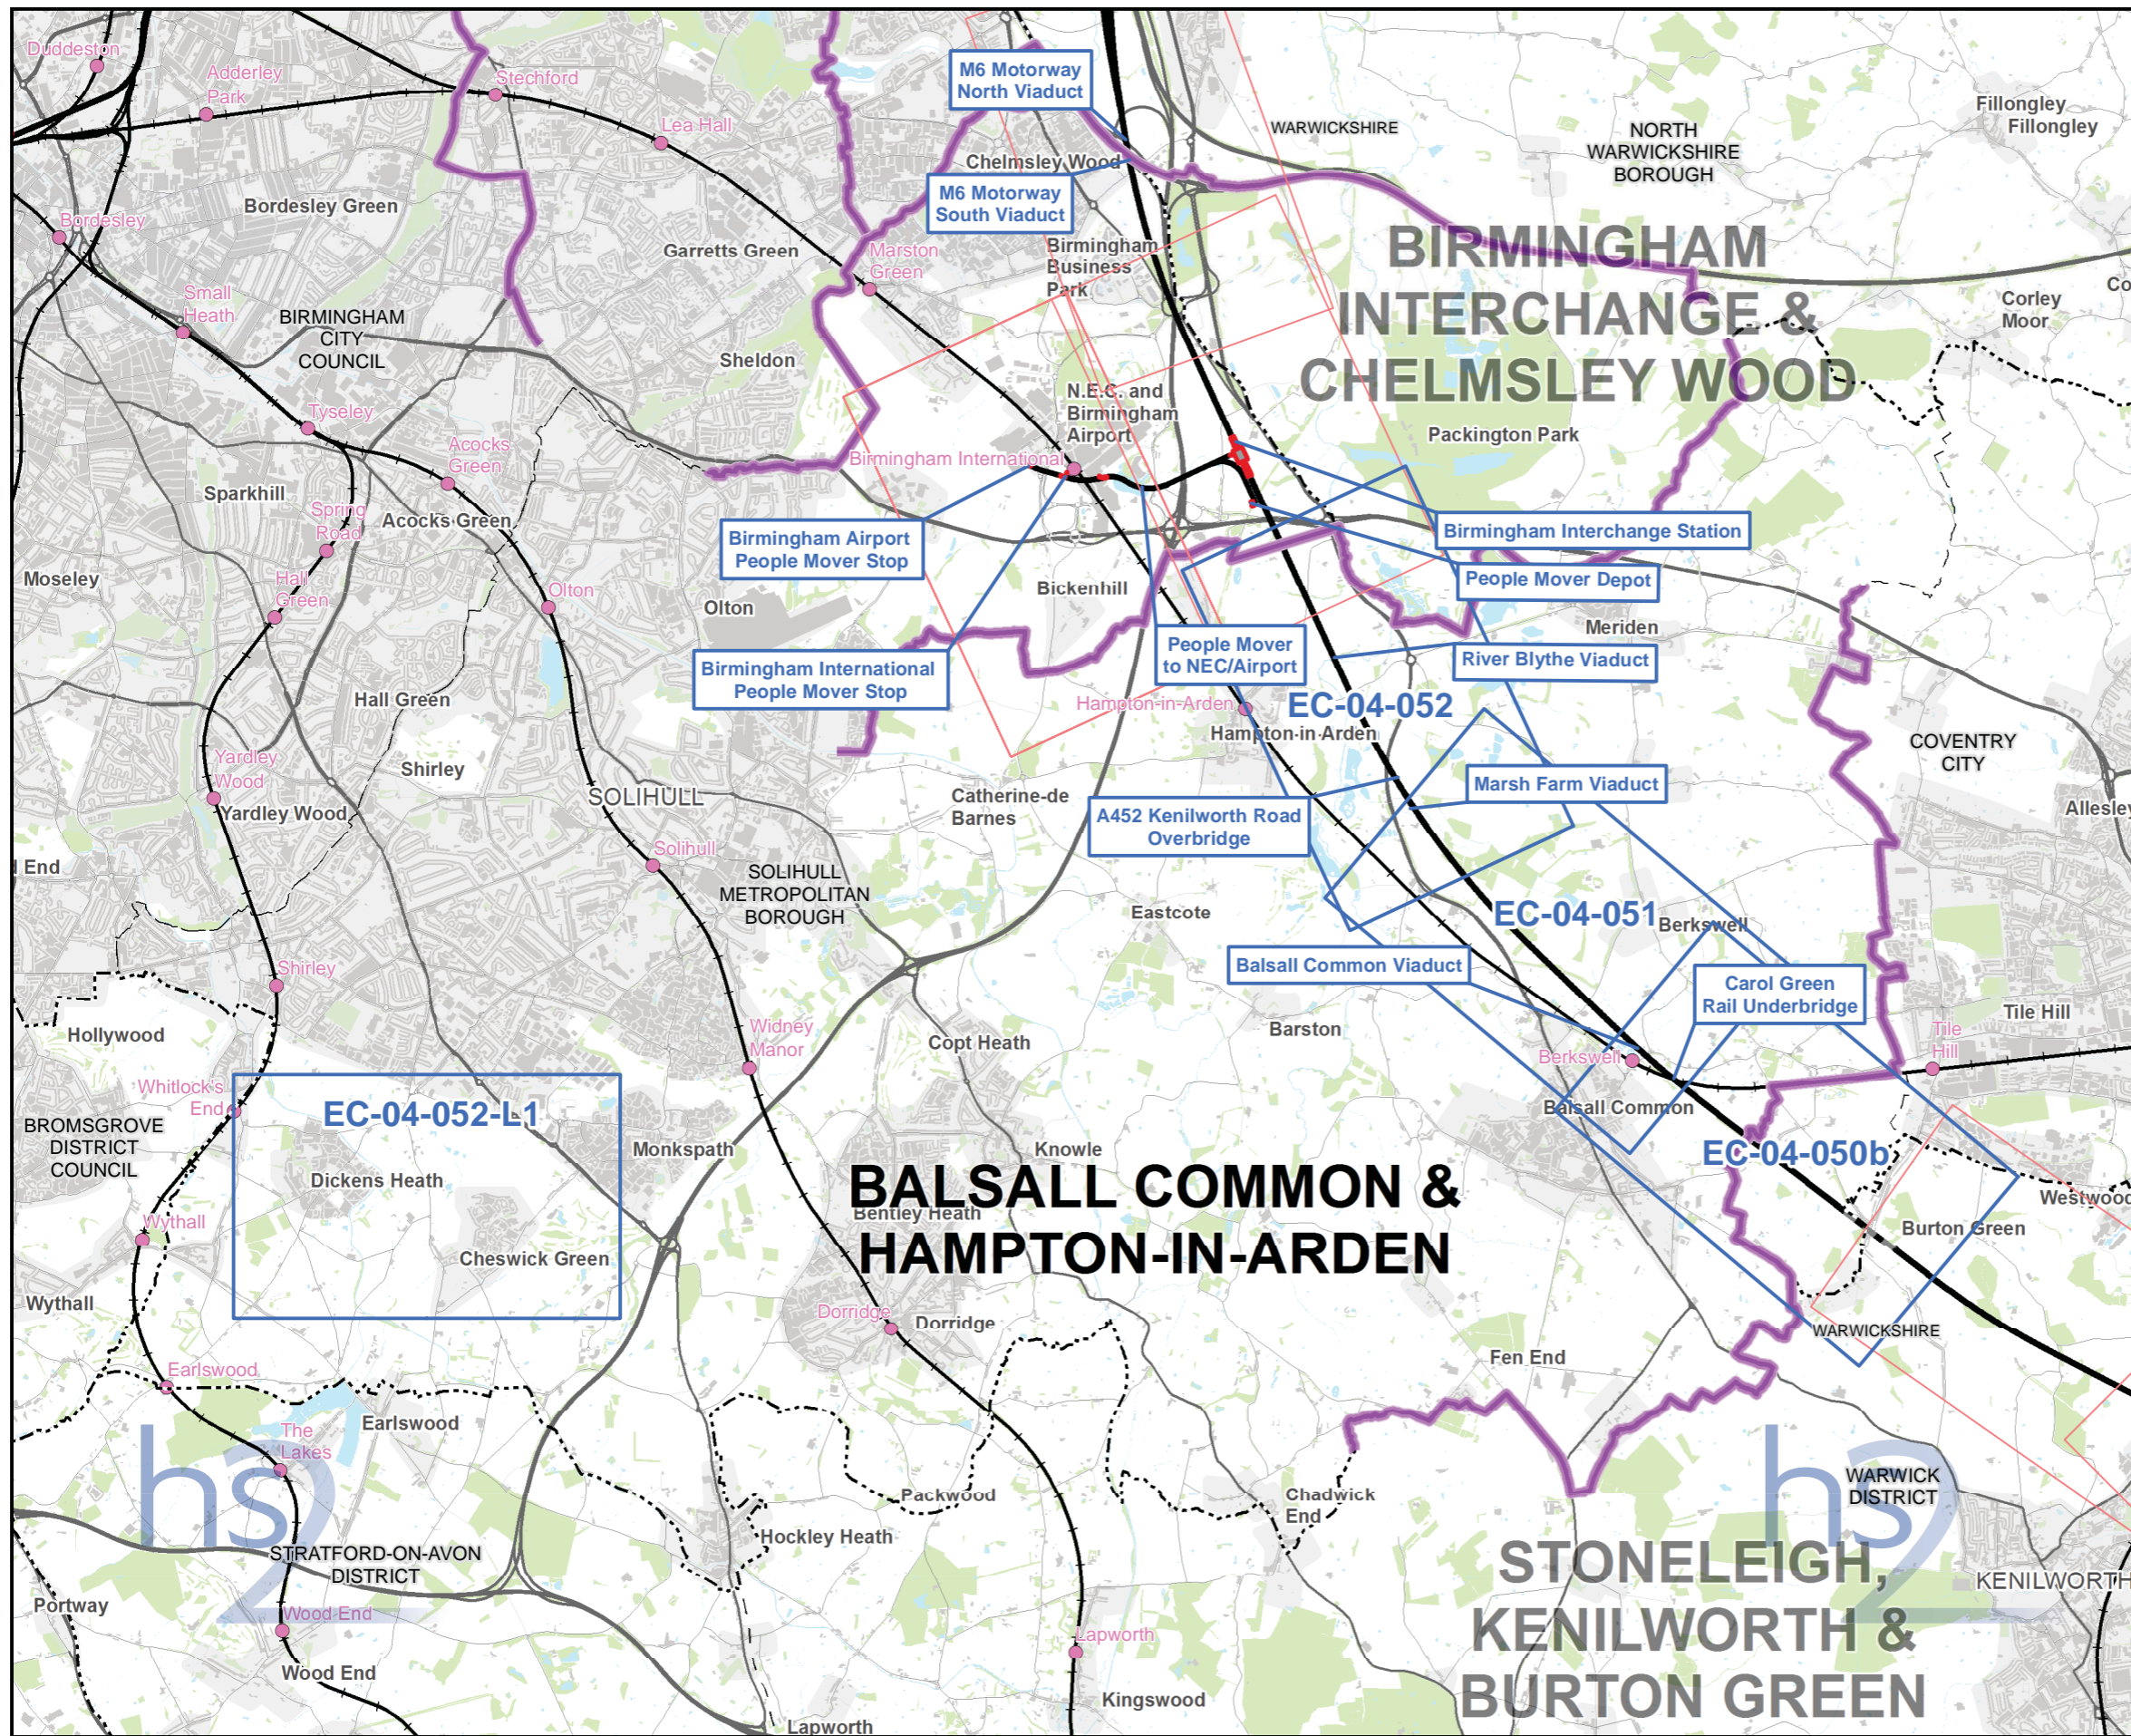 Duddeston
Adderley
Park
Stechford
Lea Hall
M6 Motorway
North Viaduct
WARWICKSHIRE
NORTH
WARWICKSHIRE
BOROUGH
Fillongley
Fillongley
Chelmsley Wood
M6 Motorway
South Viaduct
Bordesley
Bordesley Green
Garretts Green
Marston
Green
Birmingham
Business
Park
BIRMINGHAM
INTERCHANGE &
CHELMSLEY WOOD
Small
Heath
BIRMINGHAM
CITY
COUNCIL
Sheldon
Corley
Moor
Co
Tyseley
Acocks
Green
N.E.C. and
Birmingham
Airport
Packington Park
Birmingham International
Sparkhill
Spring
Road
Acocks Green
Birmingham Airport
People Mover Stop
Birmingham Interchange Station
People Mover Depot
Moseley
Hall
Green
Olton
Olton
Bickenhill
Meriden
People Mover
to NEC/Airport
River Blythe Viaduct
Birmingham International
People Mover Stop
Hall Green
Hampton-in-Arden
EC-04-052
Hampton-in-Arden
COVENTRY
CITY
Yardley
Wood
Shirley
SOLIHULL
Yardley Wood
Catherine-de
Barnes
A452 Kenilworth Road
Overbridge
Marsh Farm Viaduct
Allesley
d End
Solihull
SOLIHULL
METROPOLITAN
BOROUGH
Eastcote
EC-04-051
Berkswell
Shirley
Balsall Common Viaduct
Carol Green
Rail Underbridge
Hollywood
Widney
Manor
Copt Heath
Barston
Berkswell
Tile
Hill
Tile Hill
Whitlock's
End
EC-04-052-L1
Balsall Common
BROMSGROVE
DISTRICT
COUNCIL
Monkspath
Knowle
EC-04-050b
Dickens Heath
BALSALL COMMON &
HAMPTON-IN-ARDEN
Bentley Heath
Westwood
Wythall
Burton Green
Cheswick Green
Wythall
Dorridge
Dorridge
WARWICKSHIRE
Fen End
Earlswood
Earlswood
The
Lakes
hs2
hs2
WARWICK
DISTRICT
Packwood
Chadwick
End
Hockley Heath
STRATFORD-ON-AVON
DISTRICT
STONELEIGH,
KENILWORTH &
BURTON GREEN
KENILWORTH
Portway
Wood End
Lapworth
Wood End
Kingswood
Lapworth